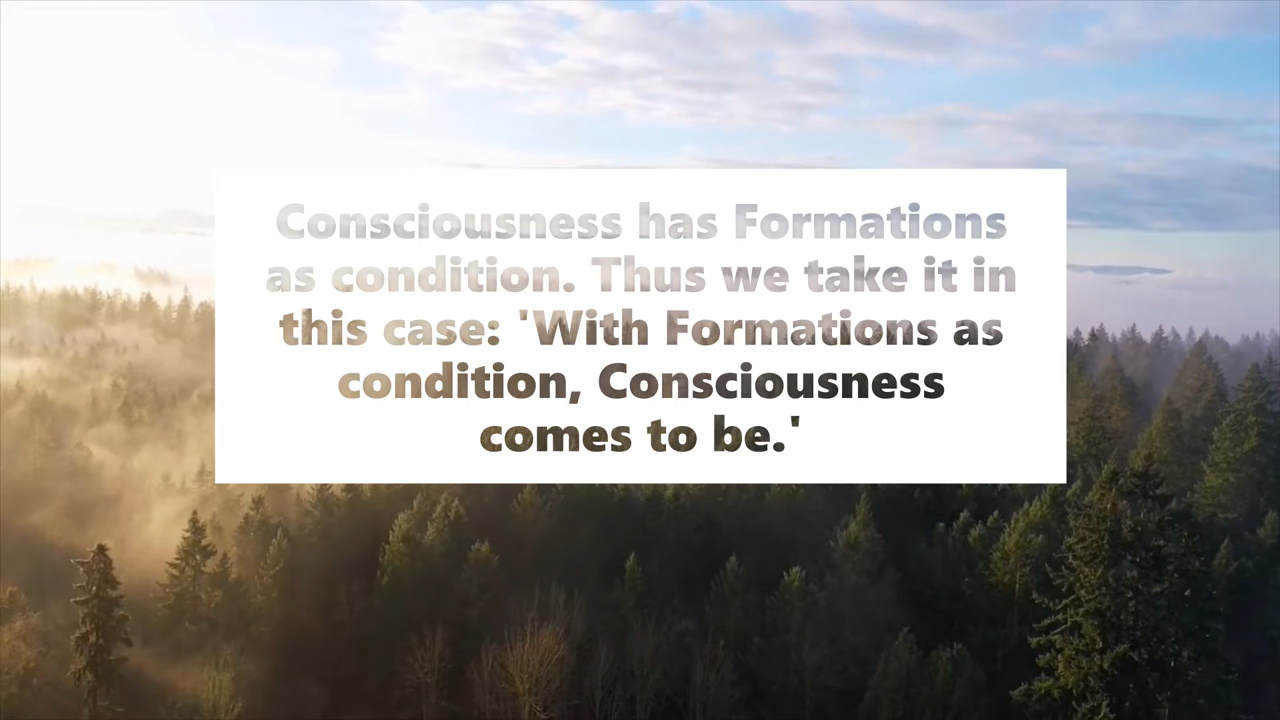 Consciousness has Formations
as condition. Thus we take it in
this case: 'With Formations as
condition, Consciousness
comes to be.'